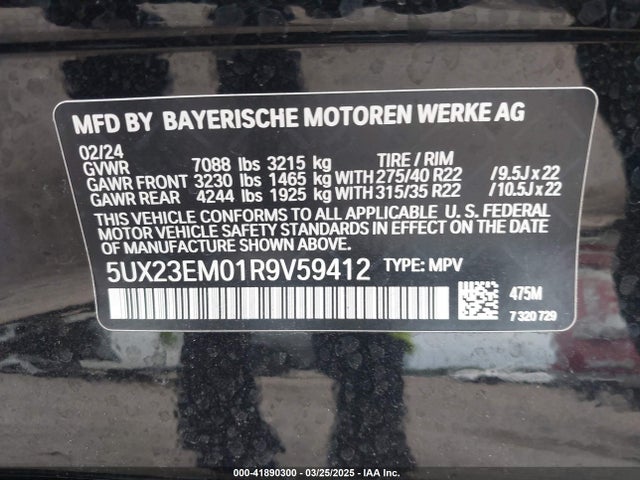 MFD BY BAYERISCHE MOTOREN WERKE AG
02/24
GVWR 7088 lbs 3215 kg TIRE / RIM
GAWR FRONT 3230 lbs 1465 kg WITH 275/40 R22 /9.5J x 22
GAWR REAR 4244 lbs 1925 kg WITH 315/35 R22 /10.5J x 22
THIS VEHICLE CONFORMS TO ALL APPLICABLE U. S. FEDERAL
MOTOR VEHICLE SAFETY STANDARDS IN EFFECT ON THE DATE
OF MANUFACTURE SHOWN ABOVE.
5UX23EM01R9V59412 TYPE: MPV
475M
7 320 729
000-41890300 — 03/25/2025 — IAA Inc.